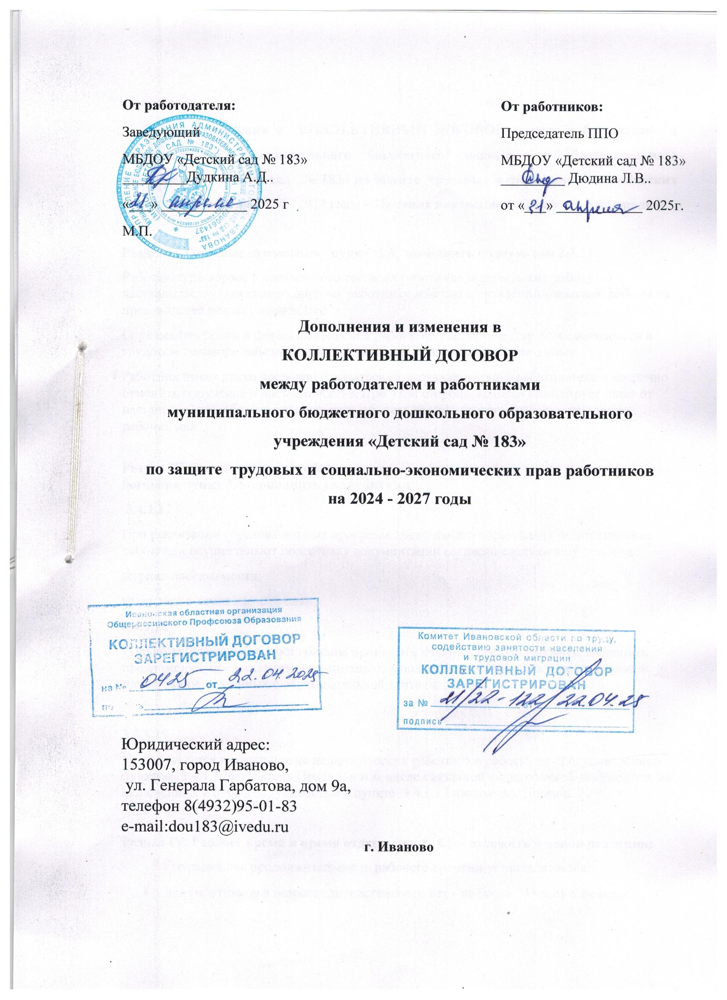 От работодателя:
Заведующий
МБДОУ «Детский сад № 183»
Дудкина А.Д..
«21» апреля 2025 г
М.П.
От работников:
Председатель ППО
МБДОУ «Детский сад № 183»
Дюдина Л.В..
от «21» апреля 2025г.
Дополнения и изменения в
КОЛЛЕКТИВНЫЙ ДОГОВОР
между работодателем и работниками
муниципального бюджетного дошкольного образовательного
учреждения «Детский сад № 183»
по защите трудовых и социально-экономических прав работников
на 2024 - 2027 годы
Ивановская областная организация
Общероссийского Профсоюза Образования
КОЛЛЕКТИВНЫЙ ДОГОВОР
ЗАРЕГИСТРИРОВАН
на № 0425 от 22.04.2025
Комитет Ивановской области по труду,
содействию занятости населения
и трудовой миграции
КОЛЛЕКТИВНЫЙ ДОГОВОР
ЗАРЕГИСТРИРОВАН
за № 21/22-122/22.04.25
подпись
Юридический адрес:
153007, город Иваново,
ул. Генерала Гарбатова, дом 9а,
телефон 8(4932)95-01-83
e-mail:dou183@ivedu.ru
г. Иваново